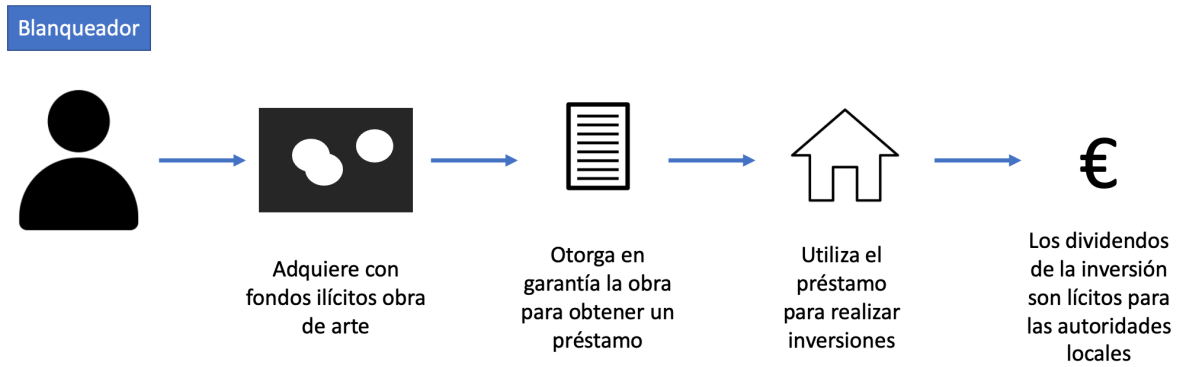 Blanqueador
Adquiere con
fondos ilícitos obra
de arte
Otorga en
garantía la obra
para obtener un
préstamo
Utiliza el
préstamo
para realizar
inversiones
€
Los dividendos
de la inversión
son lícitos para
las autoridades
locales